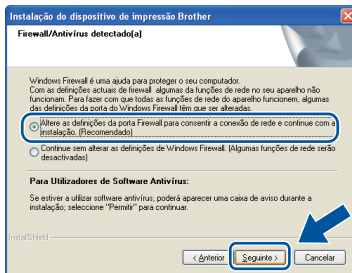 Instalação do dispositivo de impressão Brother
Firewall/Antivírus detectado(a)
Windows Firewall é uma ajuda para proteger o seu computador.
Com as definições actuais de firewall algumas da funções de rede no seu aparelho não
funcionam. Para fazer com que todas as funções de rede do aparelho funcionem, algumas
das definições da porta do Windows Firewall têm que ser alteradas.
Altere as definições da porta Firewall para consentir a conexão de rede e continue com a
instalação. (Recomendado)
Continue sem alterar as definições de Windows Firewall. (Algumas funções de rede serão
desactivadas)
Para Utilizadores de Software Antivírus:
Se estiver a utilizar software antivírus, poderá aparecer uma caixa de aviso durante a
instalação; seleccione "Permitir" para continuar.
InstallShield
< Anterior
Seguinte >
Cancelar